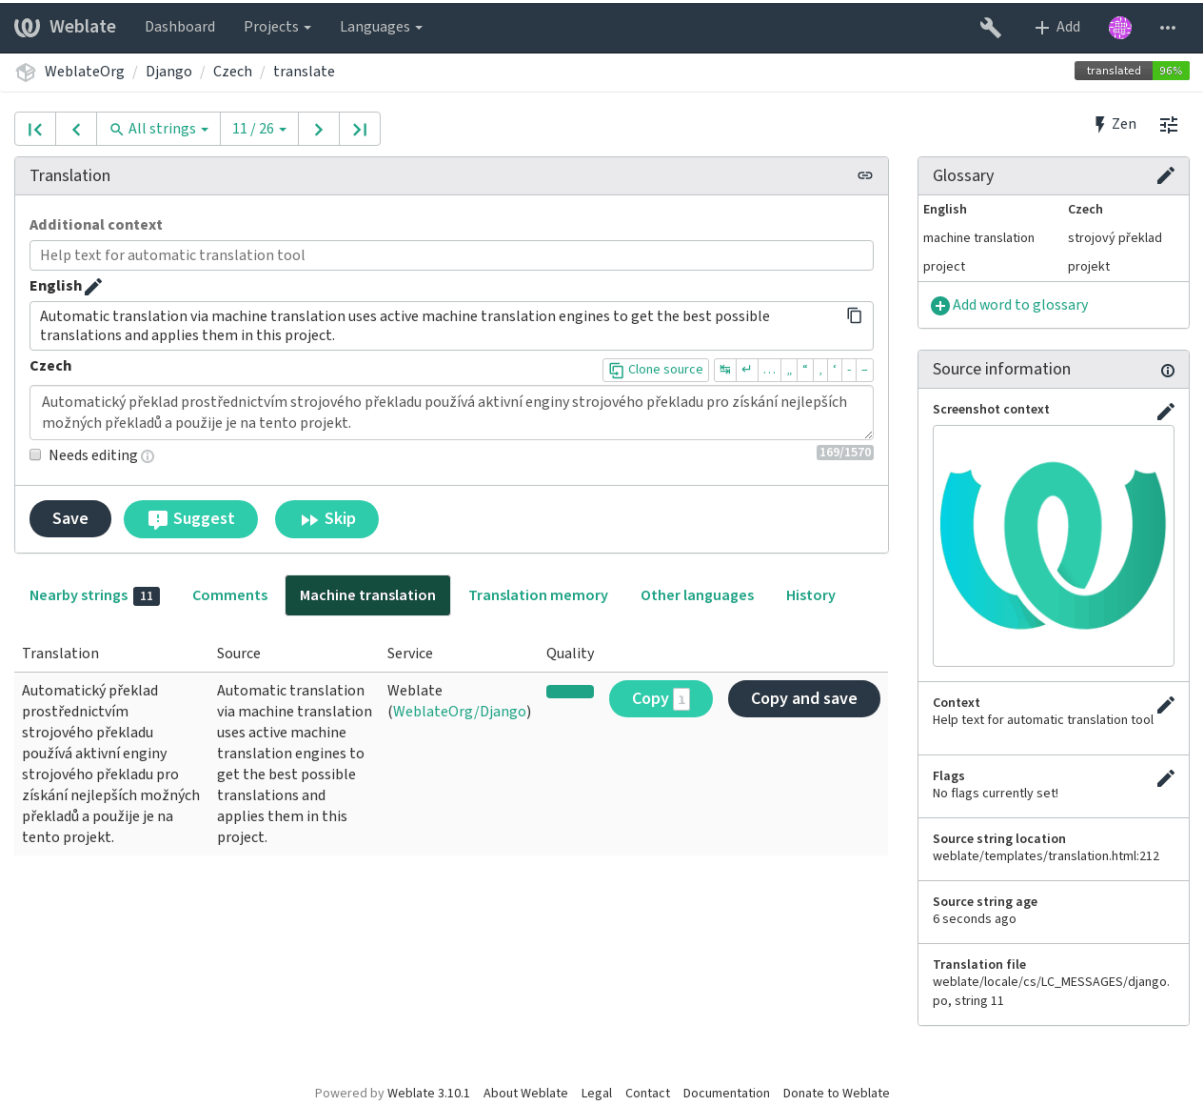 Weblate Dashboard Projects Languages Add
WeblateOrg / Django / Czech / translate translated 96%
All strings 11 / 26 Zen
Translation
Additional context
Help text for automatic translation tool
English
Automatic translation via machine translation uses active machine translation engines to get the best possible
translations and applies them in this project.
Czech Clone source ↹ ↵ … „ “ ‚ ‘ - –
Automatický překlad prostřednictvím strojového překladu používá aktivní enginy strojového překladu pro získání nejlepších
možných překladů a použije je na tento projekt.
Needs editing 169/1570
Save Suggest Skip
Nearby strings 11 Comments Machine translation Translation memory Other languages History
Translation Source Service Quality
Automatický překlad
prostřednictvím
strojového překladu
používá aktivní enginy
strojového překladu pro
získání nejlepších možných
překladů a použije je na
tento projekt.
Automatic translation
via machine translation
uses active machine
translation engines to
get the best possible
translations and
applies them in this
project.
Weblate
(WeblateOrg/Django)
Copy 1 Copy and save
Glossary
English Czech
machine translation strojový překlad
project projekt
Add word to glossary
Source information
Screenshot context
Context
Help text for automatic translation tool
Flags
No flags currently set!
Source string location
weblate/templates/translation.html:212
Source string age
6 seconds ago
Translation file
weblate/locale/cs/LC_MESSAGES/django.
po, string 11
Powered by Weblate 3.10.1 About Weblate Legal Contact Documentation Donate to Weblate